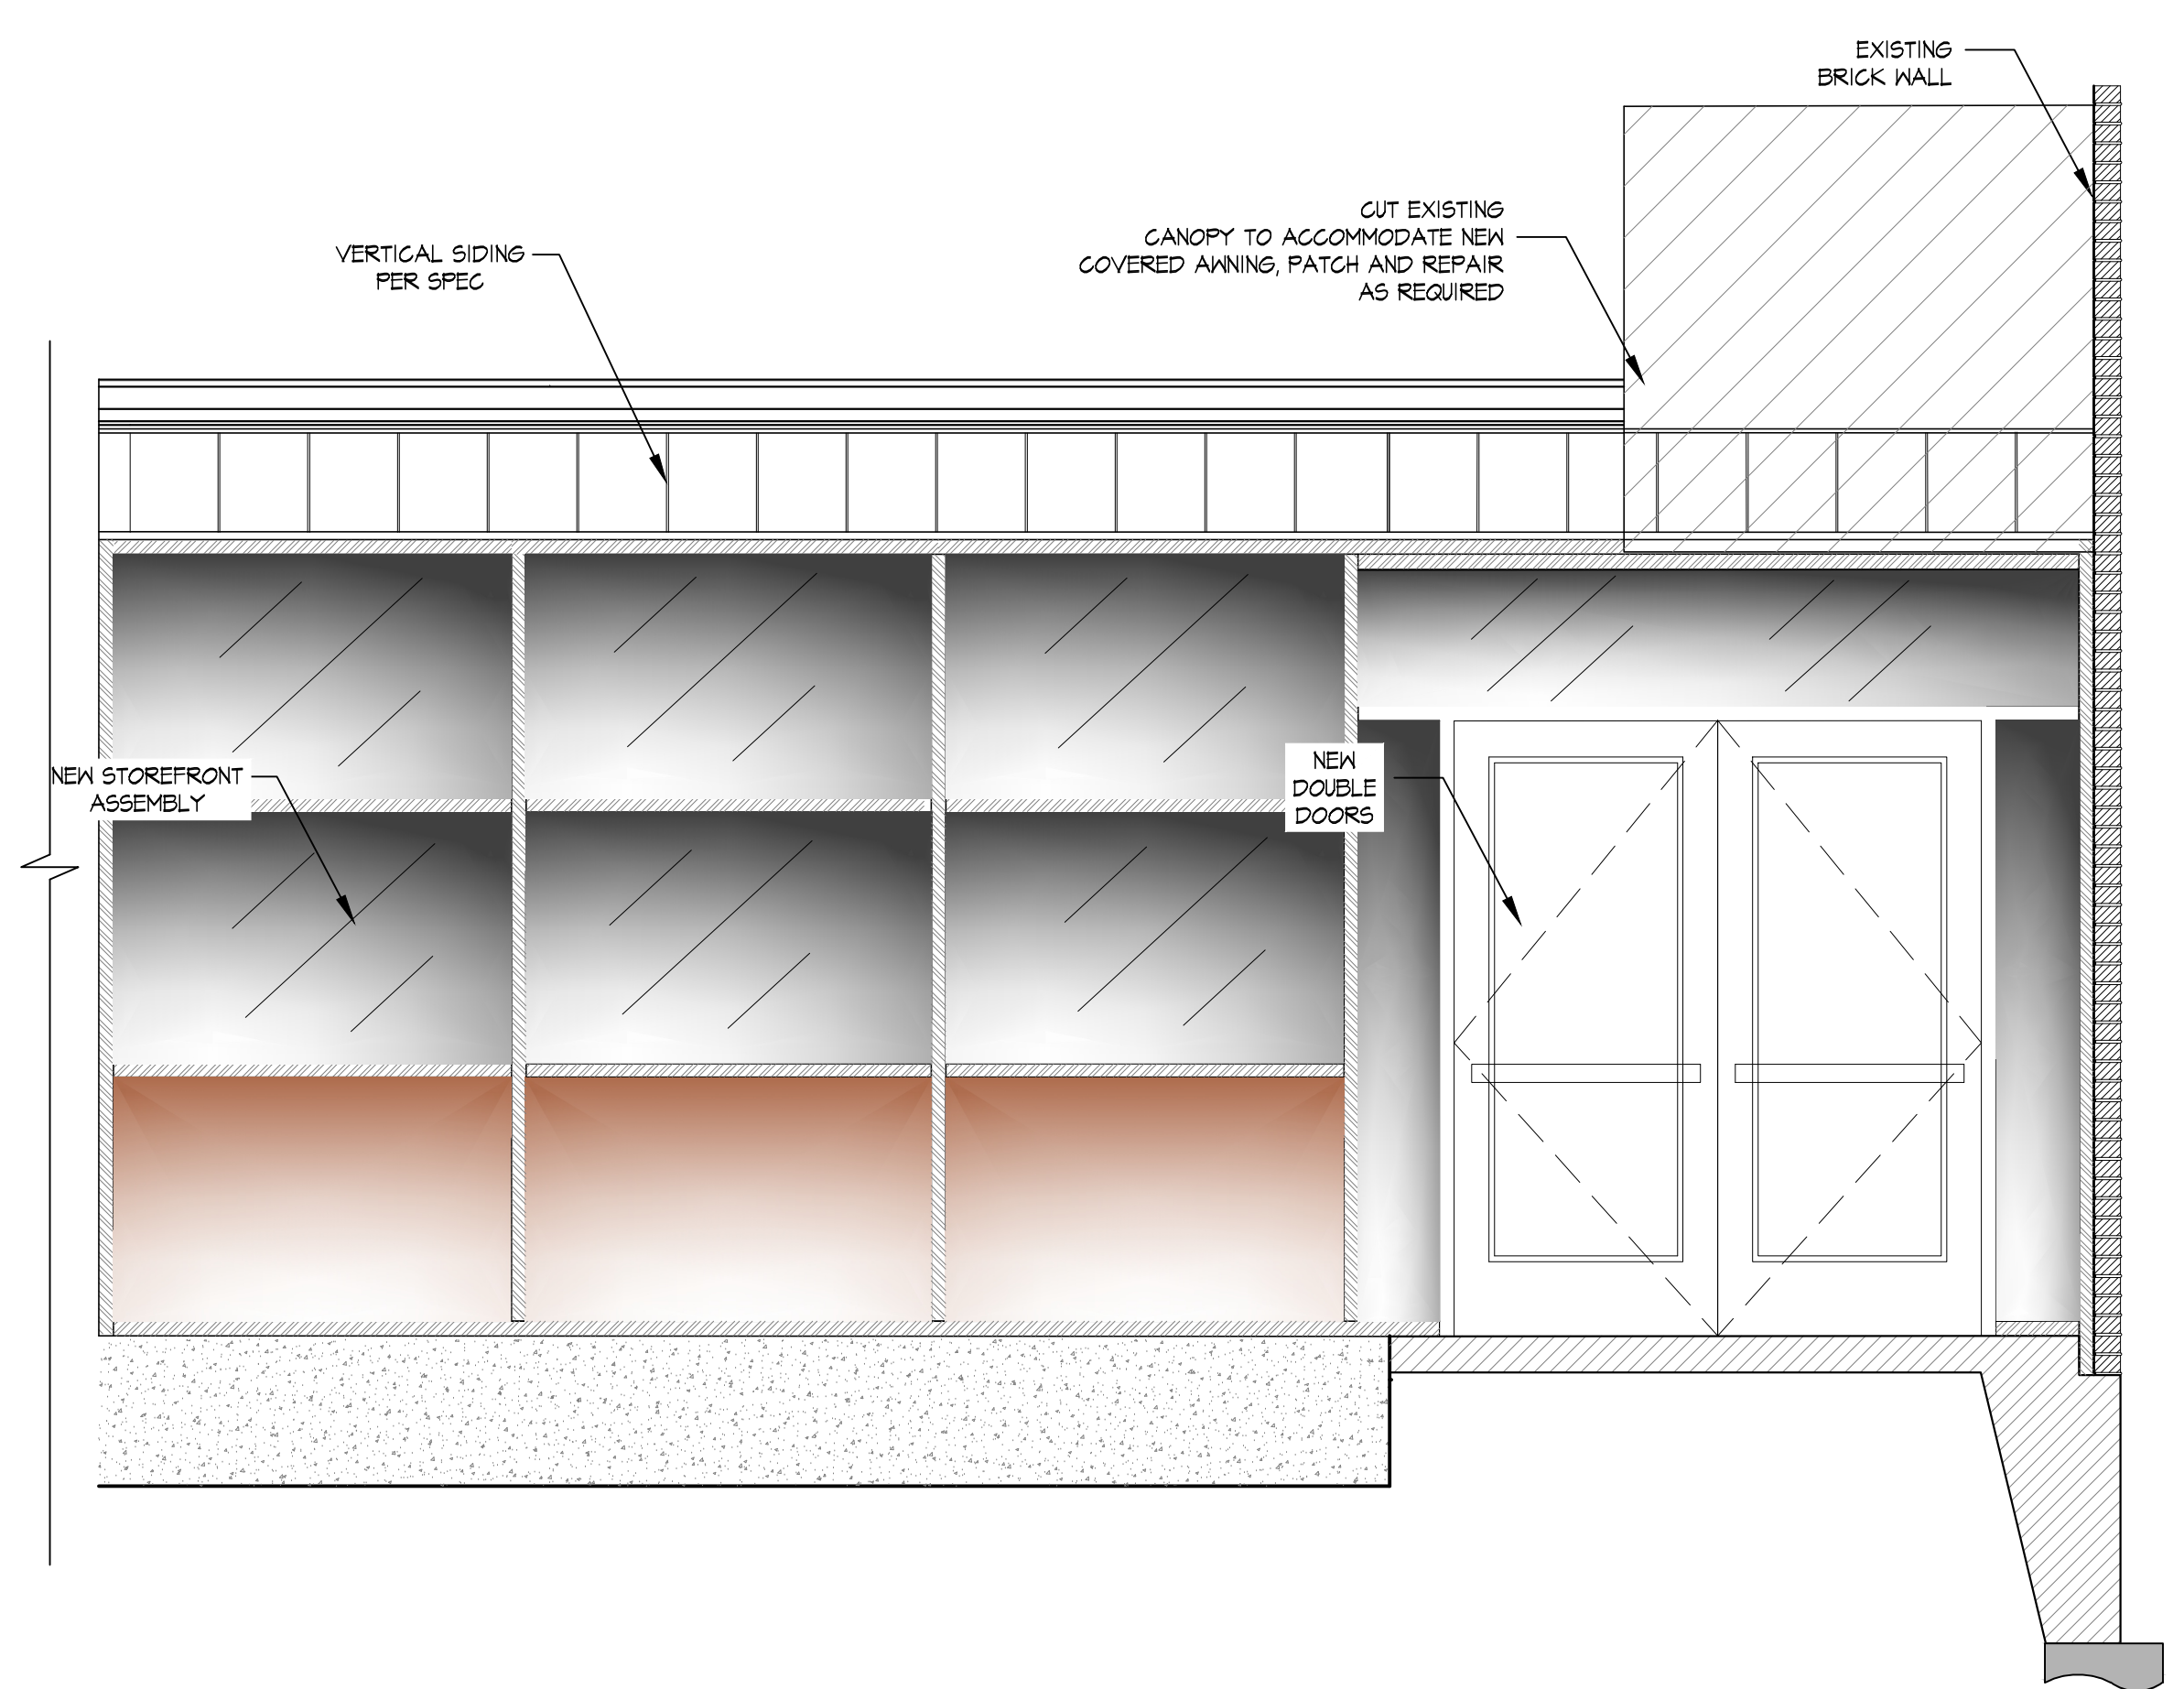 EXISTING
BRICK WALL
CUT EXISTING
CANOPY TO ACCOMMODATE NEW
COVERED AWNING, PATCH AND REPAIR
AS REQUIRED
VERTICAL SIDING
PER SPEC
NEW STOREFRONT
ASSEMBLY
NEW
DOUBLE
DOORS